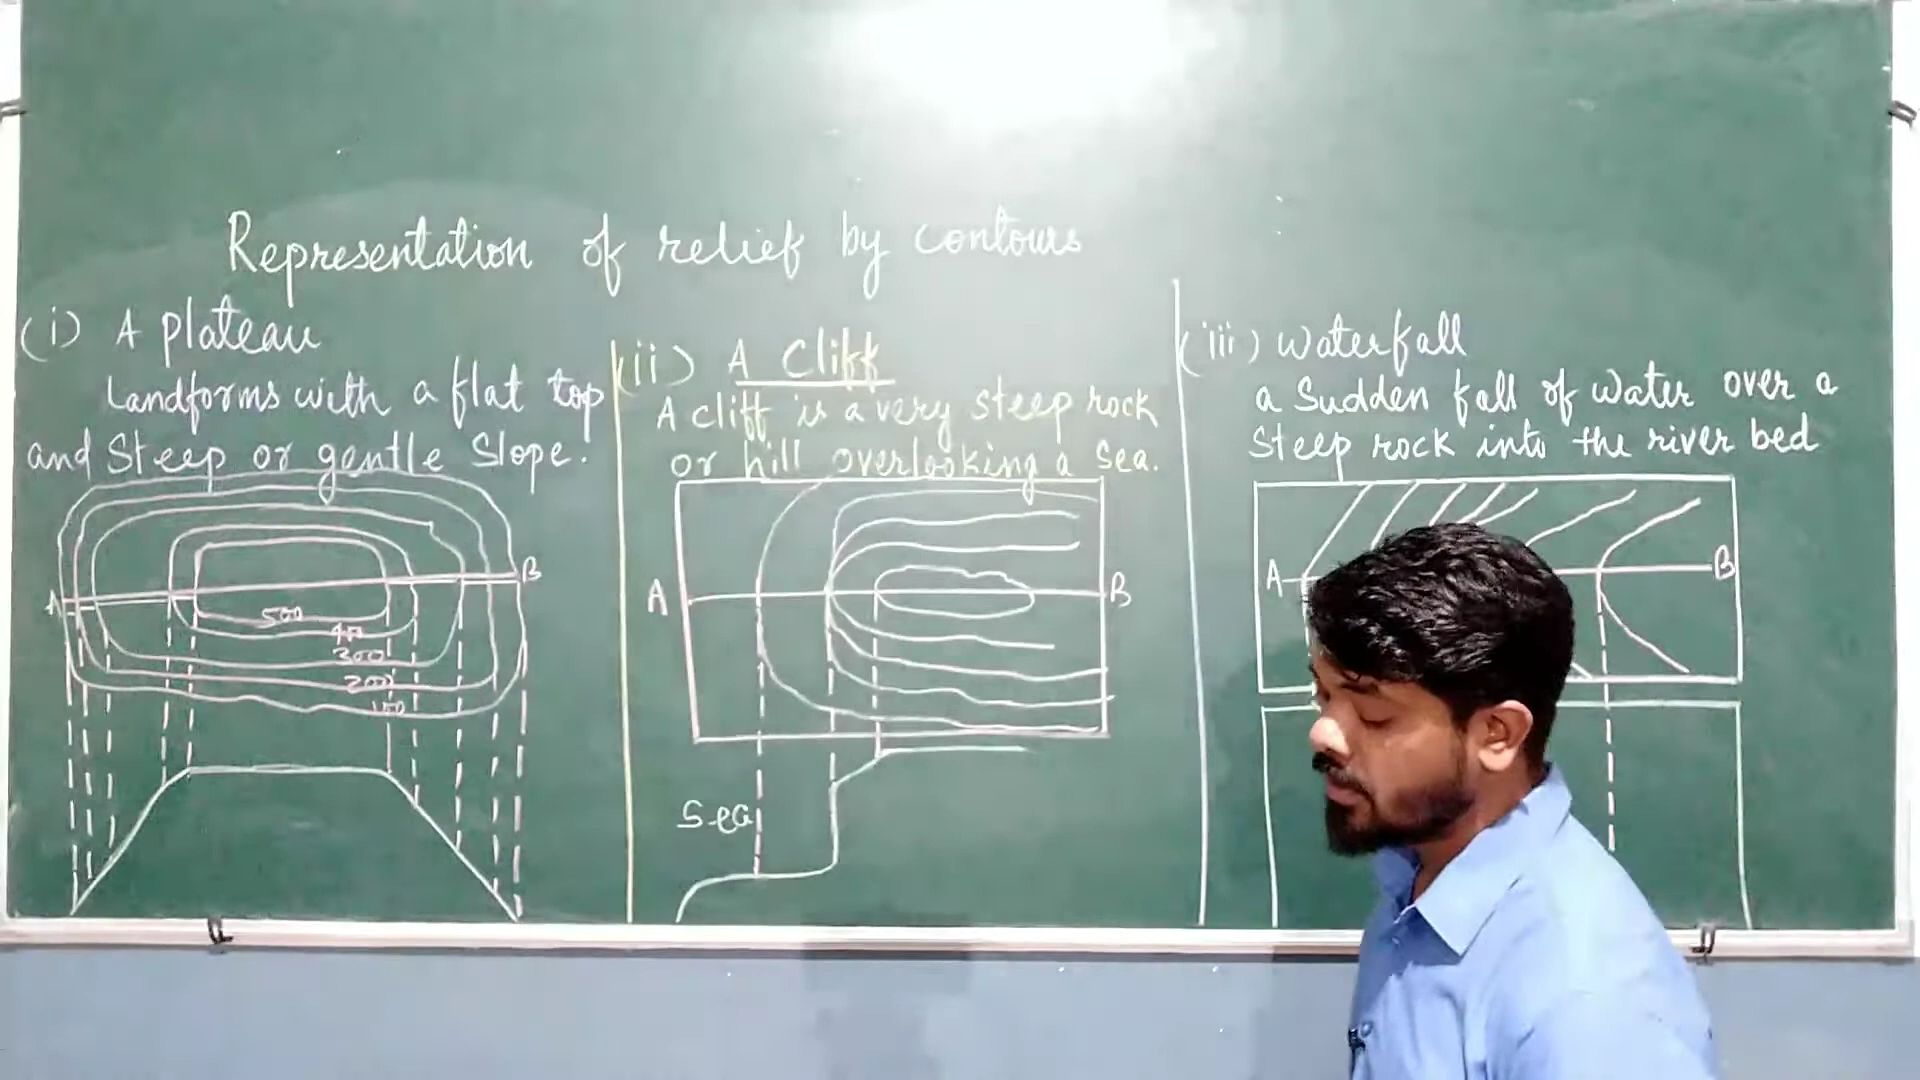 Representation of relief by contours
(i) A plateau
Landforms with a flat top
and Steep or gentle Slope.
A
B
500
400
300
200
100
(ii) A Cliff
A cliff is a very steep rock
or hill overlooking a Sea.
A
B
Sea
(iii) Waterfall
a Sudden fall of water over a
Steep rock into the river bed
A
B